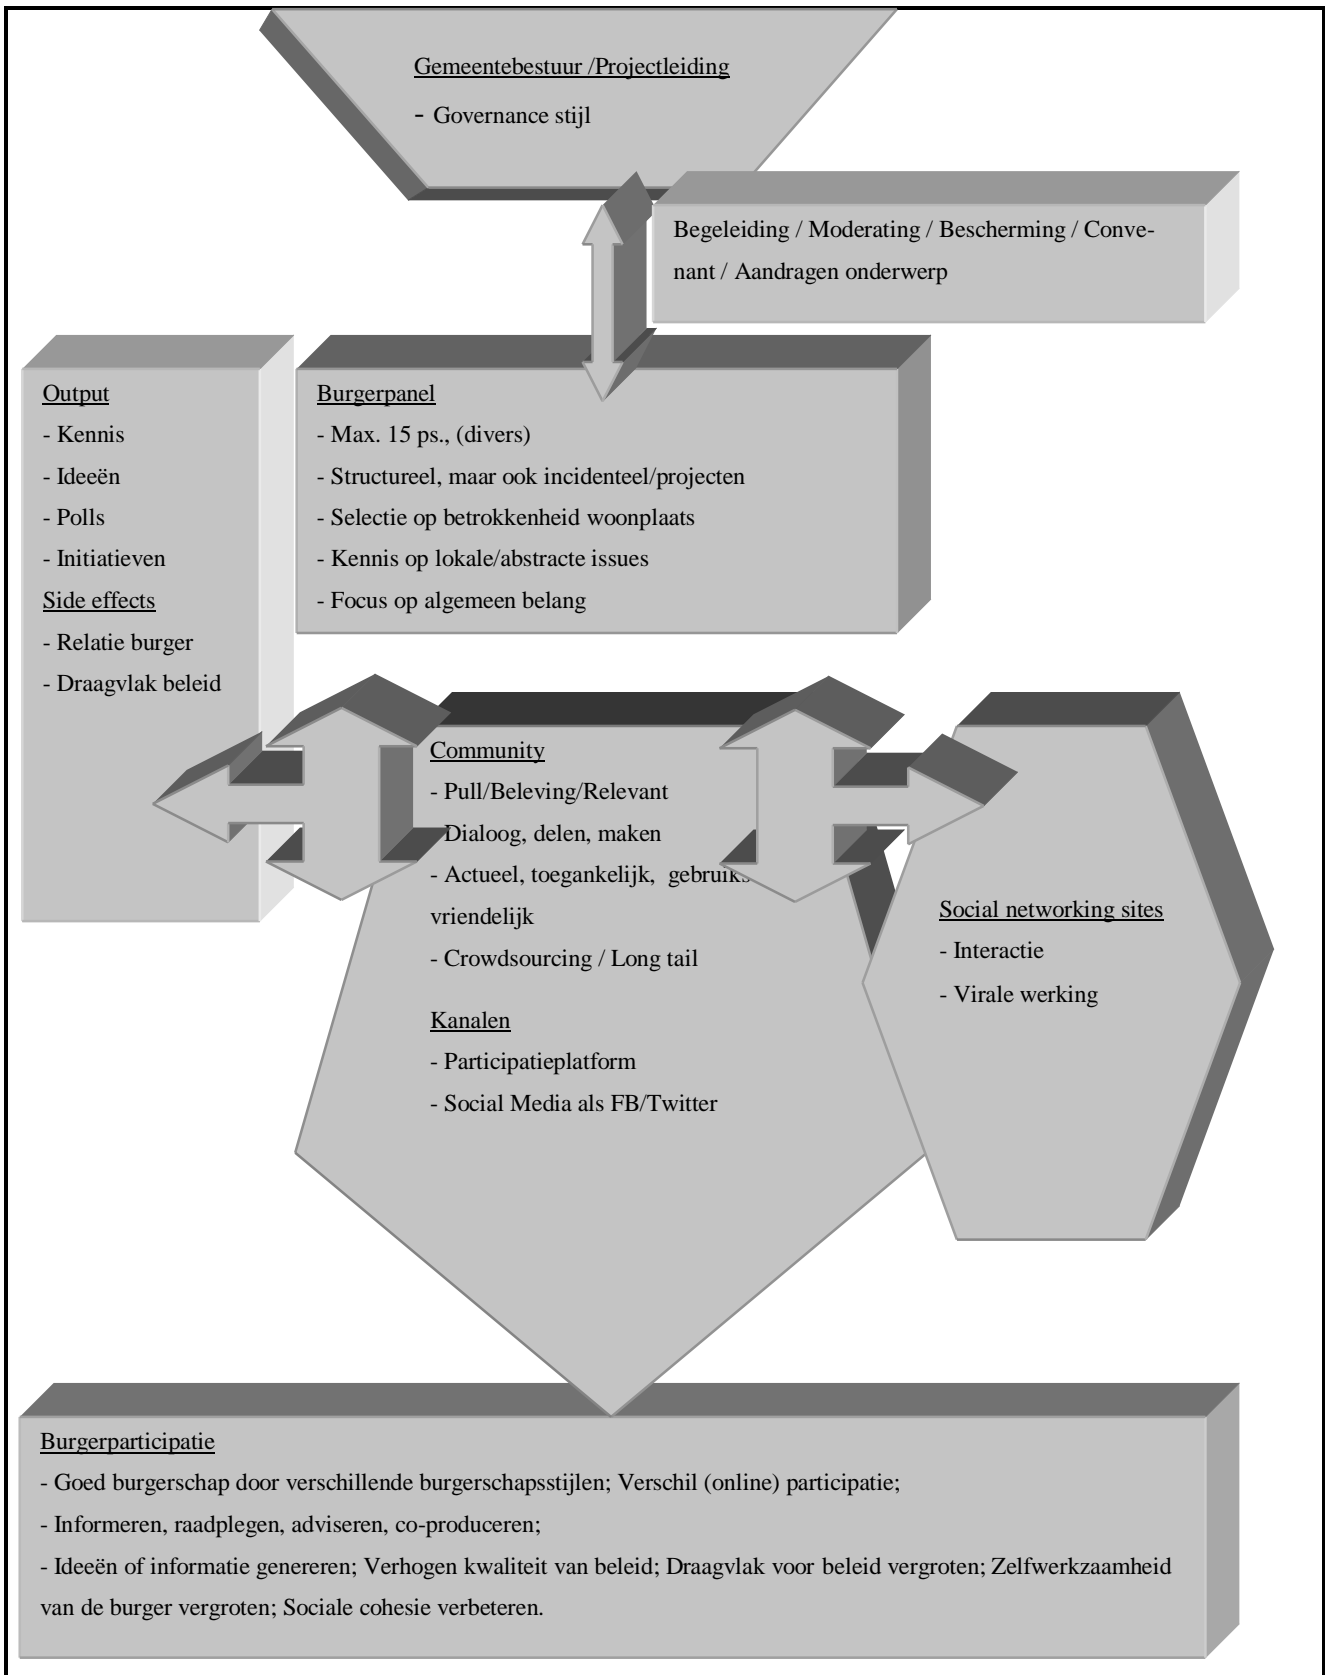 Gemeentebestuur /Projectleiding
- Governance stijl
Begeleiding / Moderating / Bescherming / Conve-
nant / Aandragen onderwerp
Output
- Kennis
- Ideeën
- Polls
- Initiatieven
Side effects
- Relatie burger
- Draagvlak beleid
Burgerpanel
- Max. 15 ps., (divers)
- Structureel, maar ook incidenteel/projecten
- Selectie op betrokkenheid woonplaats
- Kennis op lokale/abstracte issues
- Focus op algemeen belang
Community
- Pull/Beleving/Relevant
- Dialoog, delen, maken
- Actueel, toegankelijk, gebruiks
vriendelijk
- Crowdsourcing / Long tail
Kanalen
- Participatieplatform
- Social Media als FB/Twitter
Social networking sites
- Interactie
- Virale werking
Burgerparticipatie
- Goed burgerschap door verschillende burgerschapsstijlen; Verschil (online) participatie;
- Informeren, raadplegen, adviseren, co-produceren;
- Ideeën of informatie genereren; Verhogen kwaliteit van beleid; Draagvlak voor beleid vergroten; Zelfwerkzaamheid
van de burger vergroten; Sociale cohesie verbeteren.